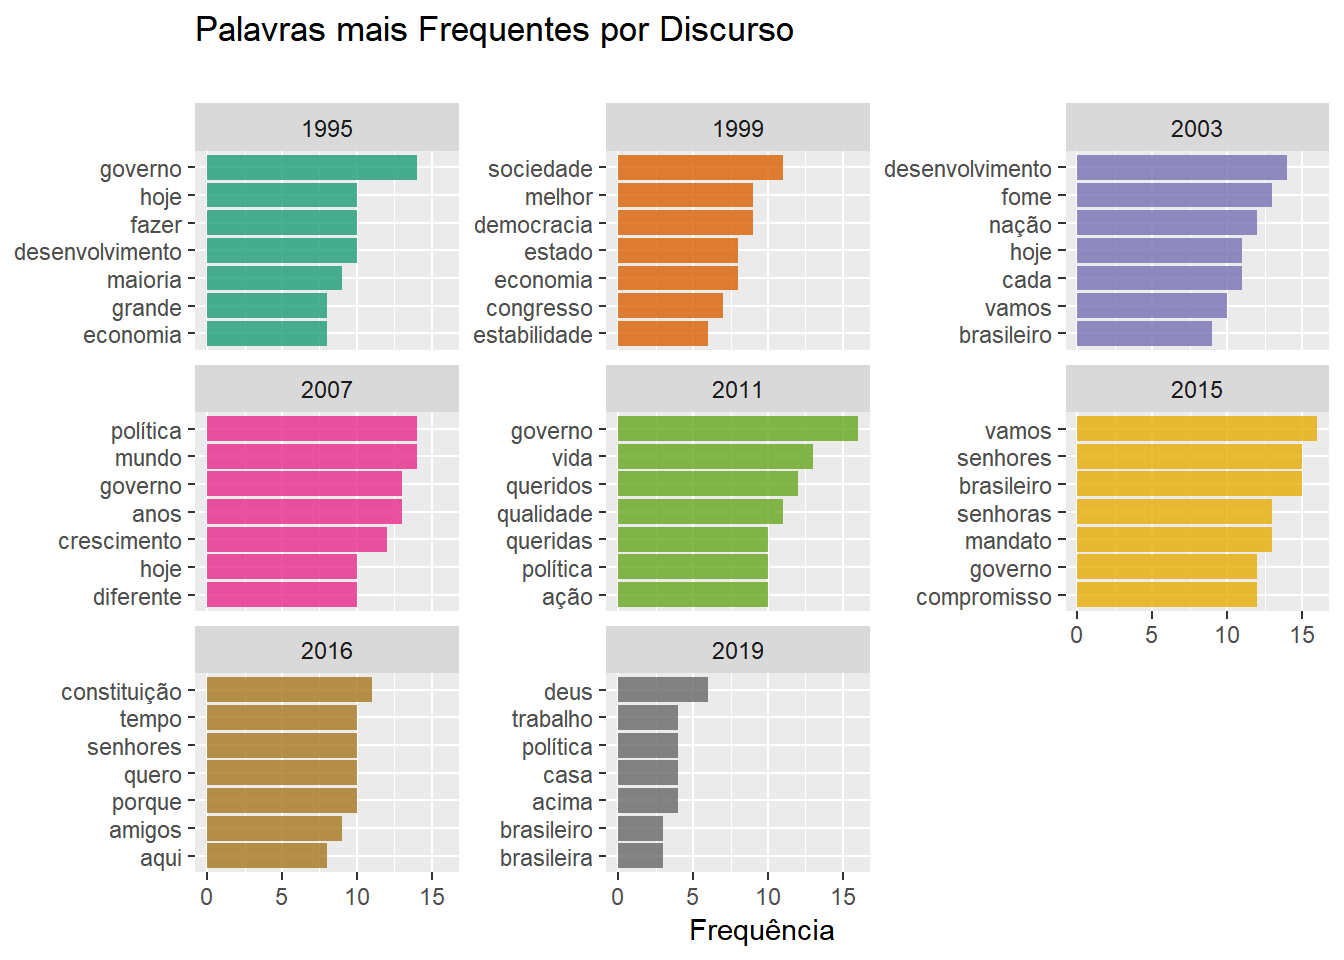 Palavras mais Frequentes por Discurso
1995
governo
hoje
fazer
desenvolvimento
maioria
grande
economia
1999
sociedade
melhor
democracia
estado
economia
congresso
estabilidade
2003
desenvolvimento
fome
nação
hoje
cada
vamos
brasileiro
2007
política
mundo
governo
anos
crescimento
hoje
diferente
2011
governo
vida
queridos
qualidade
queridas
política
ação
2015
vamos
senhores
brasileiro
senhoras
mandato
governo
compromisso
0 5 10 15
2016
constituição
tempo
senhores
quero
porque
amigos
aqui
0 5 10 15
2019
deus
trabalho
política
casa
acima
brasileiro
brasileira
0 5 10 15
Frequência